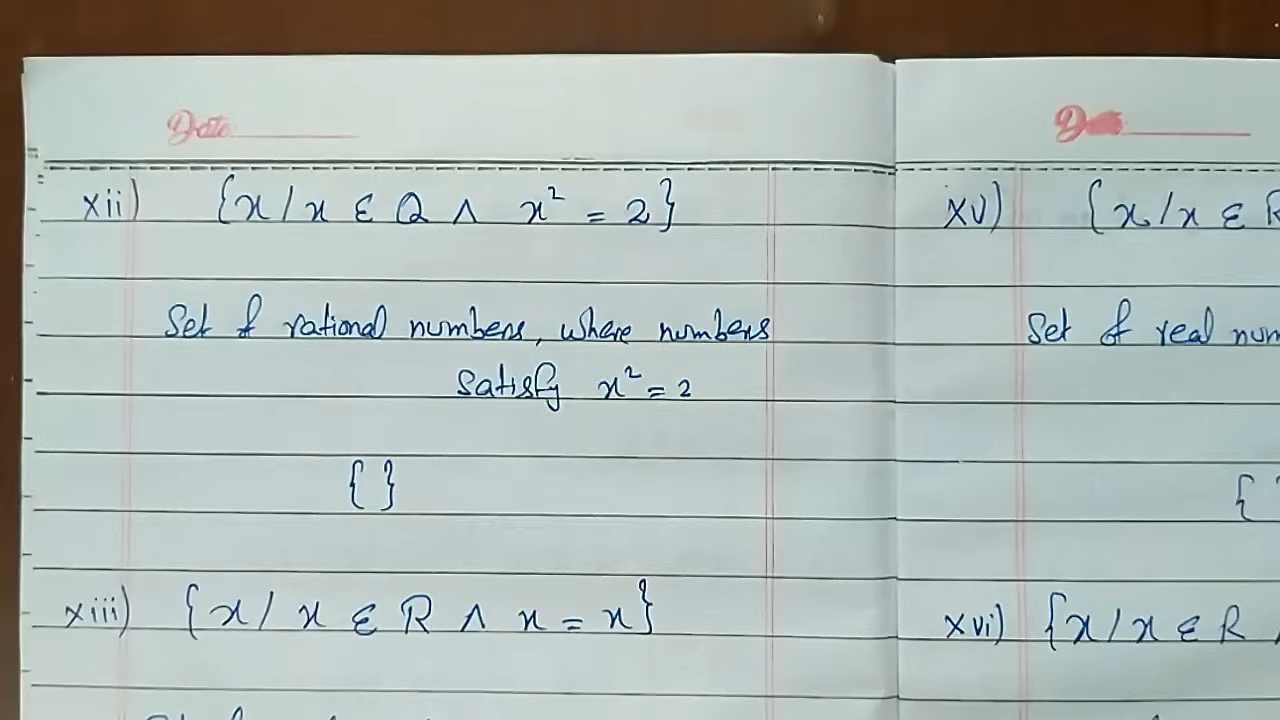 Date
xii) {x / x ε Q ∧ x² = 2}
Set of rational numbers, where numbers
satisfy x² = 2
{ }
xiii) {x / x ε R ∧ x = x}
xv) {x / x ε R
Set of real num
{
xvi) {x / x ε R